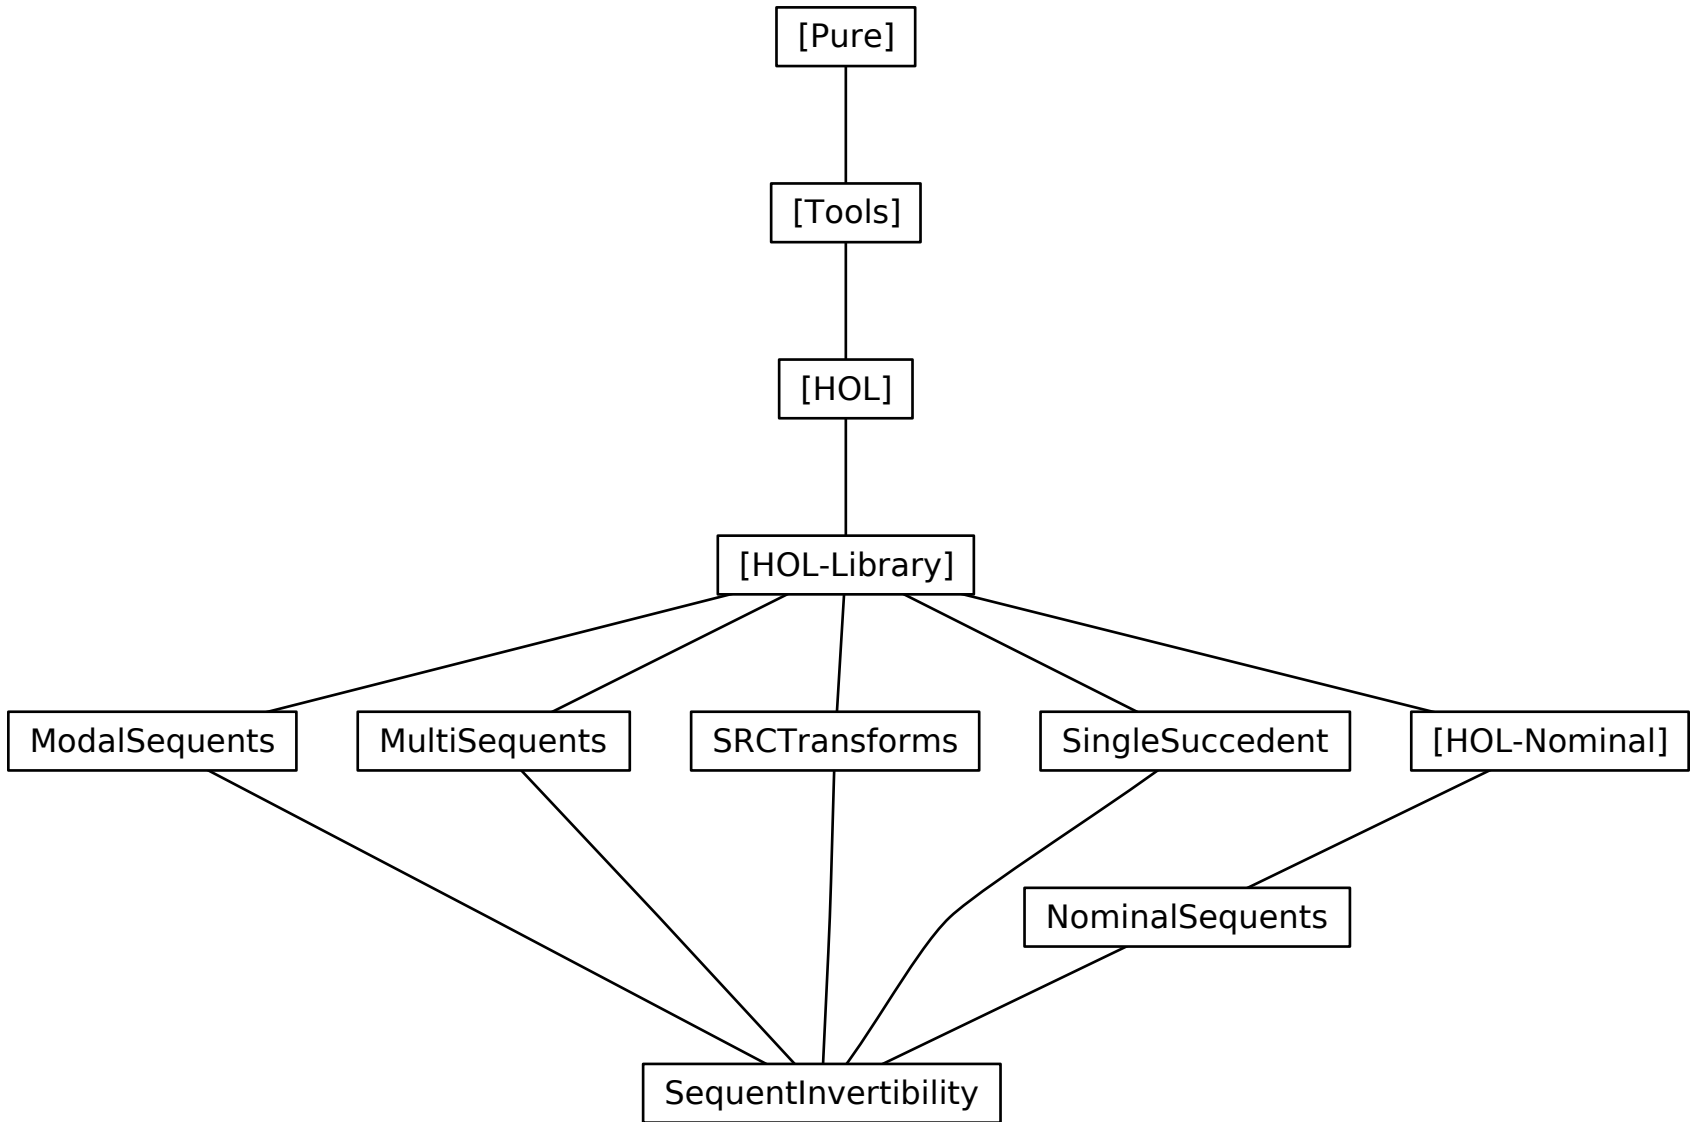 [Pure]
[Tools]
[HOL]
[HOL-Library]
ModalSequents
MultiSequents
SRCTransforms
SingleSuccedent
[HOL-Nominal]
NominalSequents
SequentInvertibility